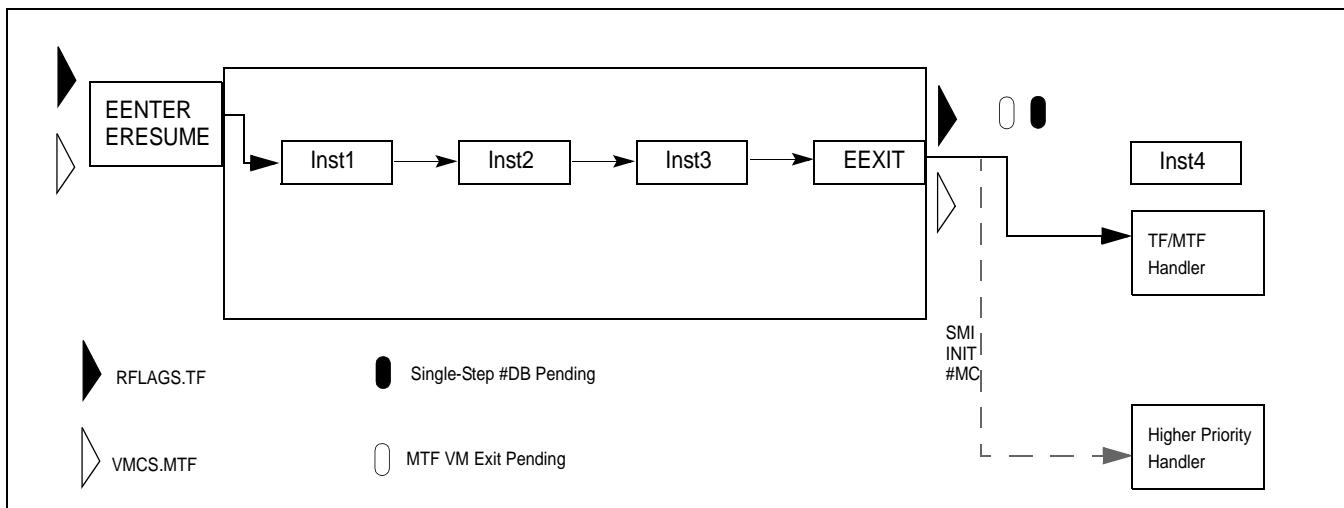 EENTER
ERESUME
Inst1
Inst2
Inst3
EEXIT
Inst4
TF/MTF
Handler
SMI
INIT
#MC
RFLAGS.TF
Single-Step #DB Pending
VMCS.MTF
MTF VM Exit Pending
Higher Priority
Handler